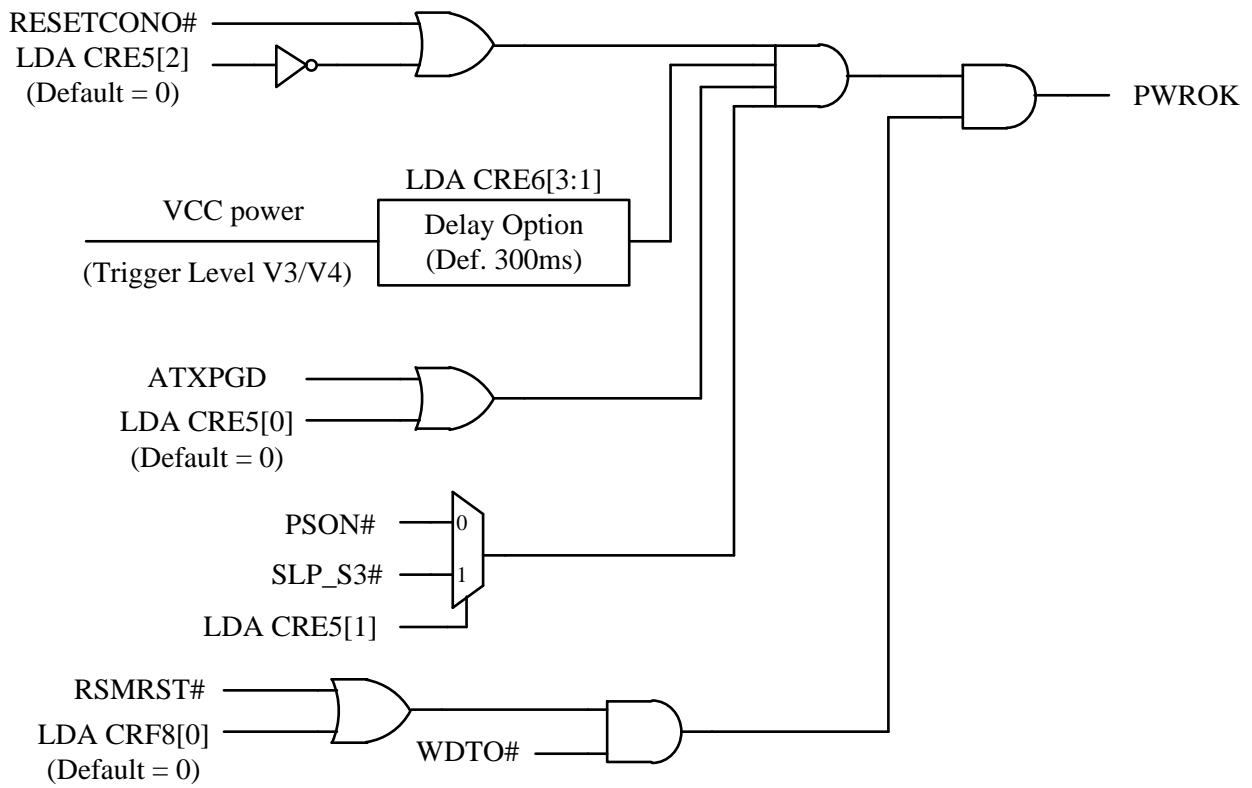 RESETCONO#
LDA CRE5[2]
(Default = 0)
PWROK
LDA CRE6[3:1]
VCC power
(Trigger Level V3/V4)
Delay Option
(Def. 300ms)
ATXPGD
LDA CRE5[0]
(Default = 0)
PSON#
0
SLP_S3#
1
LDA CRE5[1]
RSMRST#
LDA CRF8[0]
(Default = 0)
WDTO#